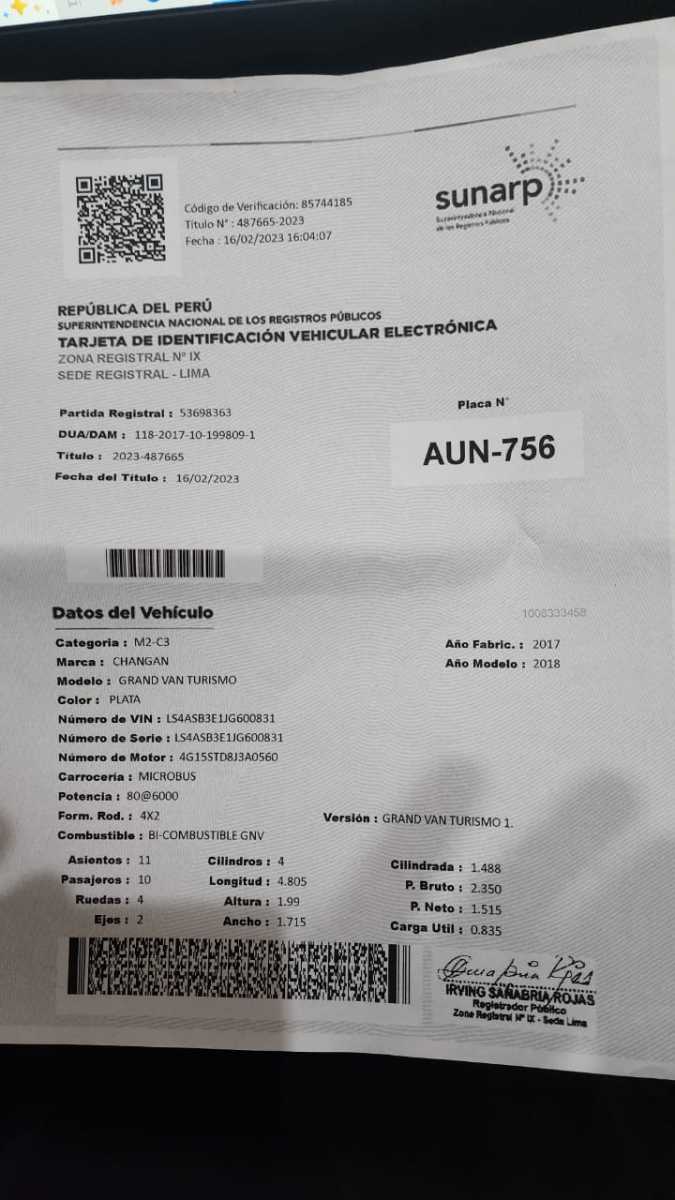 Código de Verificación: 85744185
Título N° : 487665-2023
Fecha : 16/02/2023 16:04:07
sunarp
Superintendencia Nacional
de los Registros Públicos
REPÚBLICA DEL PERÚ
SUPERINTENDENCIA NACIONAL DE LOS REGISTROS PÚBLICOS
TARJETA DE IDENTIFICACIÓN VEHICULAR ELECTRÓNICA
ZONA REGISTRAL N° IX
SEDE REGISTRAL - LIMA
Partida Registral : 53698363
DUA/DAM : 118-2017-10-199809-1
Título : 2023-487665
Fecha del Título : 16/02/2023
Placa N°
AUN-756
Datos del Vehículo
1008333458
Categoria : M2-C3
Marca : CHANGAN
Modelo : GRAND VAN TURISMO
Color : PLATA
Número de VIN : LS4ASB3E1JG600831
Número de Serie : LS4ASB3E1JG600831
Número de Motor : 4G15STD8J3A0560
Carrocería : MICROBUS
Potencia : 80@6000
Form. Rod. : 4X2
Combustible : BI-COMBUSTIBLE GNV
Año Fabric. : 2017
Año Modelo : 2018
Versión : GRAND VAN TURISMO 1.
Asientos : 11
Pasajeros : 10
Ruedas : 4
Ejes : 2
Cilindros : 4
Longitud : 4.805
Altura : 1.99
Ancho : 1.715
Cilindrada : 1.488
P. Bruto : 2.350
P. Neto : 1.515
Carga Util : 0.835
IRVING SAÑABRIA ROJAS
Registrador Público
Zona Registral N° IX - Sede Lima